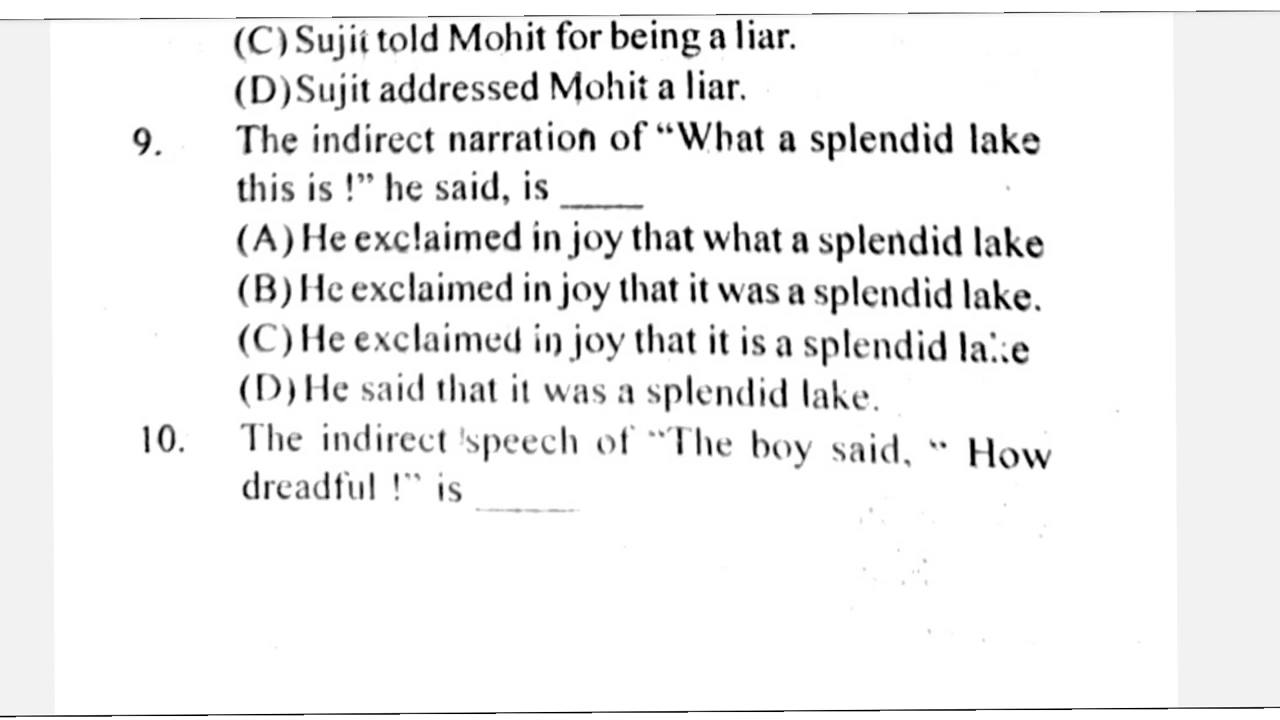 (C) Sujit told Mohit for being a liar.
(D) Sujit addressed Mohit a liar.
9. The indirect narration of “What a splendid lake
this is !” he said, is ____
(A) He exclaimed in joy that what a splendid lake
(B) He exclaimed in joy that it was a splendid lake.
(C) He exclaimed in joy that it is a splendid lake
(D) He said that it was a splendid lake.
10. The indirect speech of “The boy said, “ How
dreadful !”” is ____